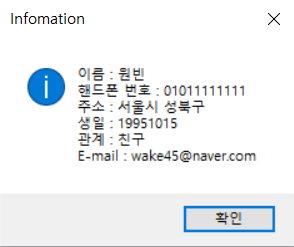 Infomation
이름 : 원빈
핸드폰 번호 : 01011111111
주소 : 서울시 성북구
생일 : 19951015
관계 : 친구
E-mail : wake45@naver.com
확인